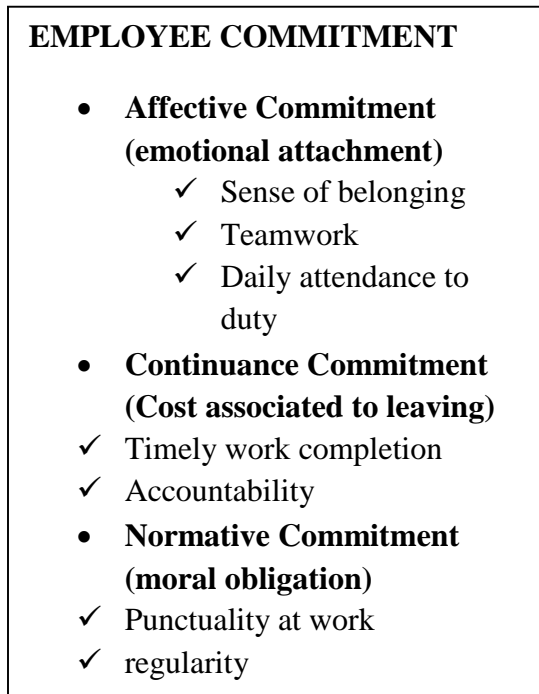 EMPLOYEE COMMITMENT
• Affective Commitment
(emotional attachment)
✓ Sense of belonging
✓ Teamwork
✓ Daily attendance to
duty
• Continuance Commitment
(Cost associated to leaving)
✓ Timely work completion
✓ Accountability
• Normative Commitment
(moral obligation)
✓ Punctuality at work
✓ regularity